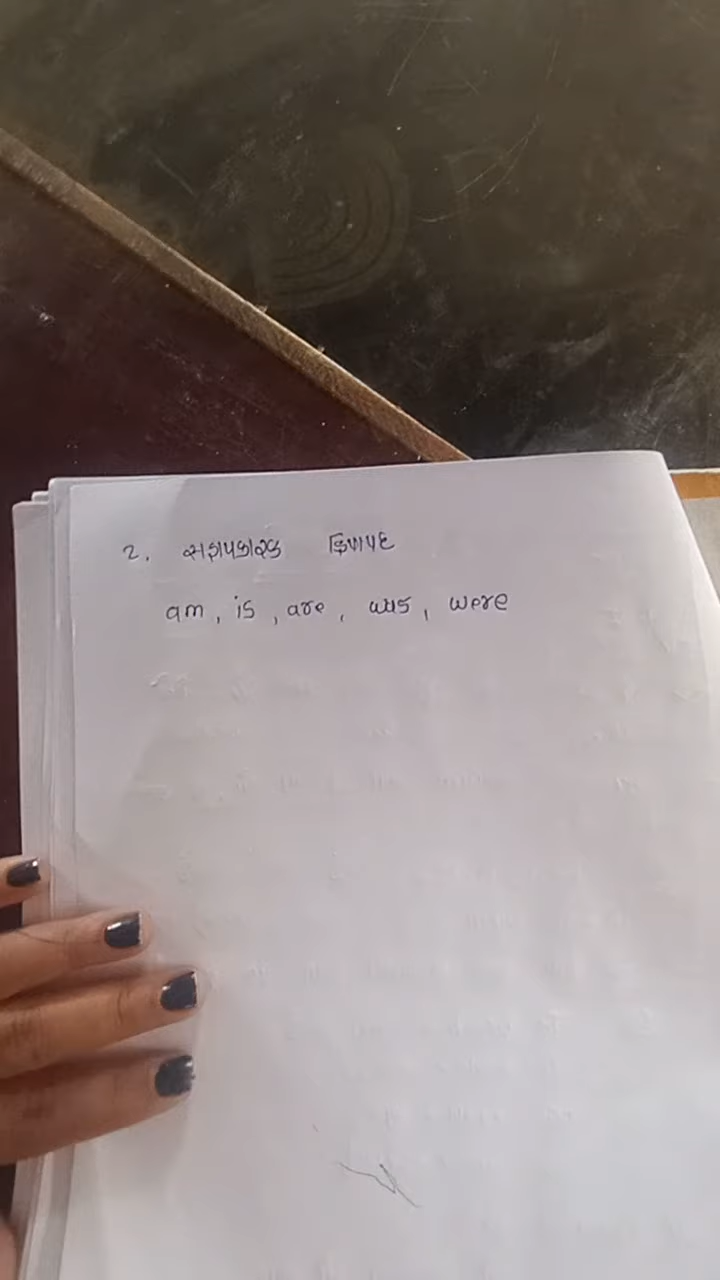 2. સહાયકારક ક્રિયાપદ
am, is, are, was, were